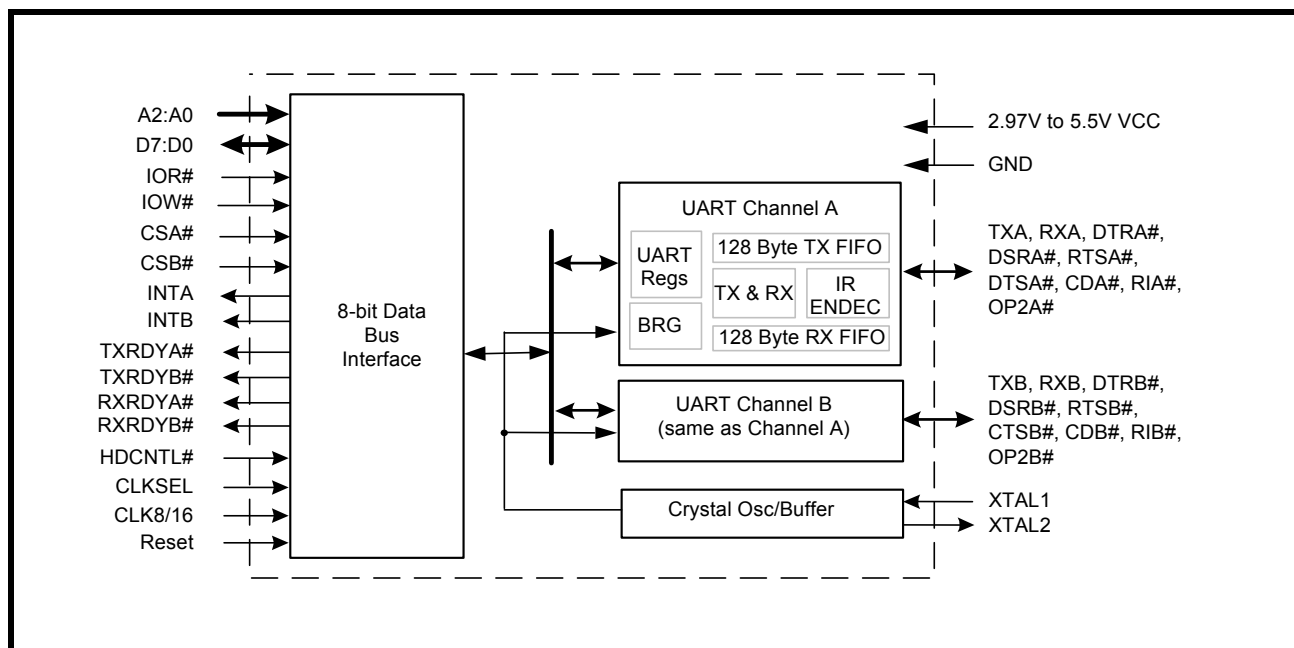 A2:A0
D7:D0
IOR#
IOW#
CSA#
CSB#
INTA
INTB
TXRDYA#
TXRDYB#
RXRDYA#
RXRDYB#
HDCNTL#
CLKSEL
CLK8/16
Reset
8-bit Data
Bus
Interface
UART Channel A
UART
Regs
BRG
128 Byte TX FIFO
TX & RX
IR
ENDEC
128 Byte RX FIFO
UART Channel B
(same as Channel A)
Crystal Osc/Buffer
2.97V to 5.5V VCC
GND
TXA, RXA, DTRA#,
DSRA#, RTSA#,
DTSA#, CDA#, RIA#,
OP2A#
TXB, RXB, DTRB#,
DSRB#, RTSB#,
CTSB#, CDB#, RIB#,
OP2B#
XTAL1
XTAL2